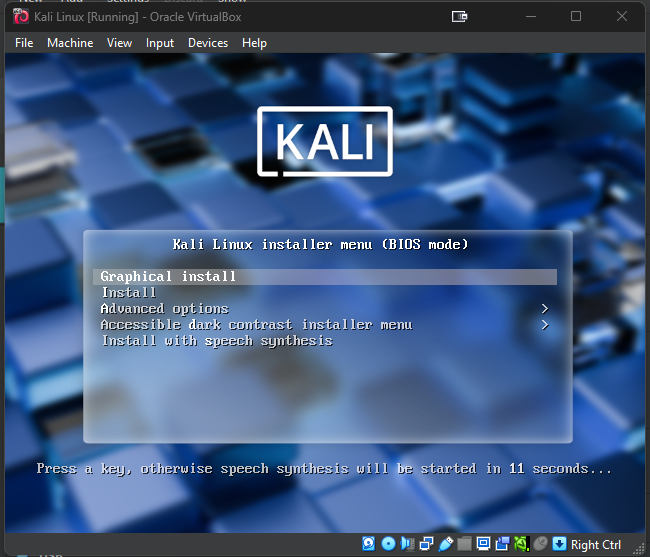 Kali Linux [Running] - Oracle VirtualBox
File Machine View Input Devices Help
KALI
Kali Linux installer menu (BIOS mode)
Graphical install
Install
Advanced options >
Accessible dark contrast installer menu >
Install with speech synthesis
Press a key, otherwise speech synthesis will be started in 11 seconds...
Right Ctrl